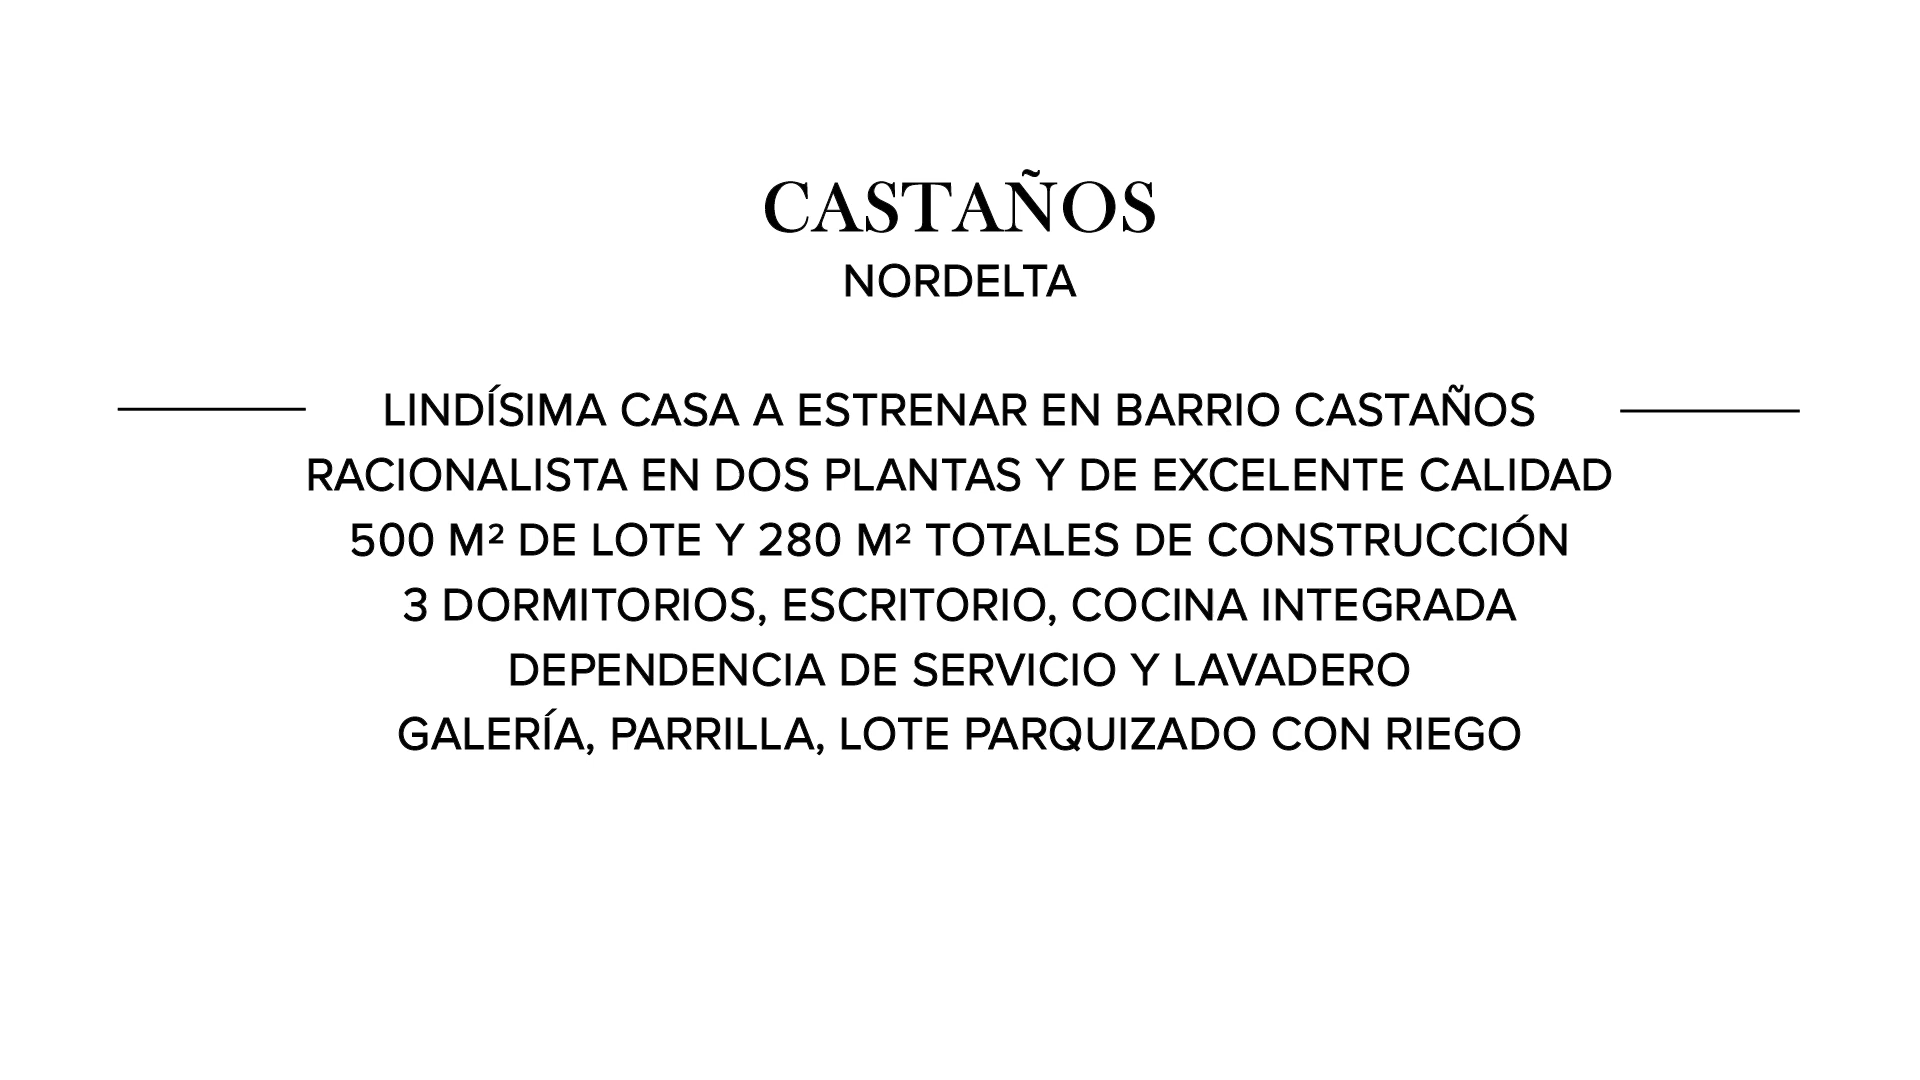 CASTAÑOS
NORDELTA
LINDÍSIMA CASA A ESTRENAR EN BARRIO CASTAÑOS
RACIONALISTA EN DOS PLANTAS Y DE EXCELENTE CALIDAD
500 M² DE LOTE Y 280 M² TOTALES DE CONSTRUCCIÓN
3 DORMITORIOS, ESCRITORIO, COCINA INTEGRADA
DEPENDENCIA DE SERVICIO Y LAVADERO
GALERÍA, PARRILLA, LOTE PARQUIZADO CON RIEGO